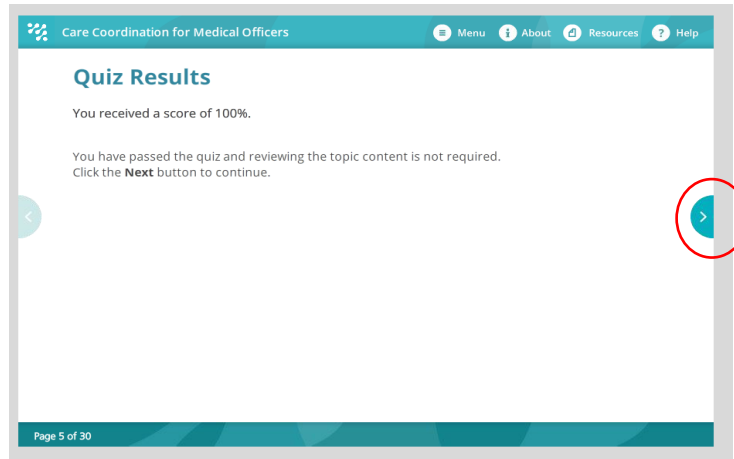 Care Coordination for Medical Officers
Menu
About
Resources
Help
Quiz Results
You received a score of 100%.
You have passed the quiz and reviewing the topic content is not required.
Click the Next button to continue.
Page 5 of 30